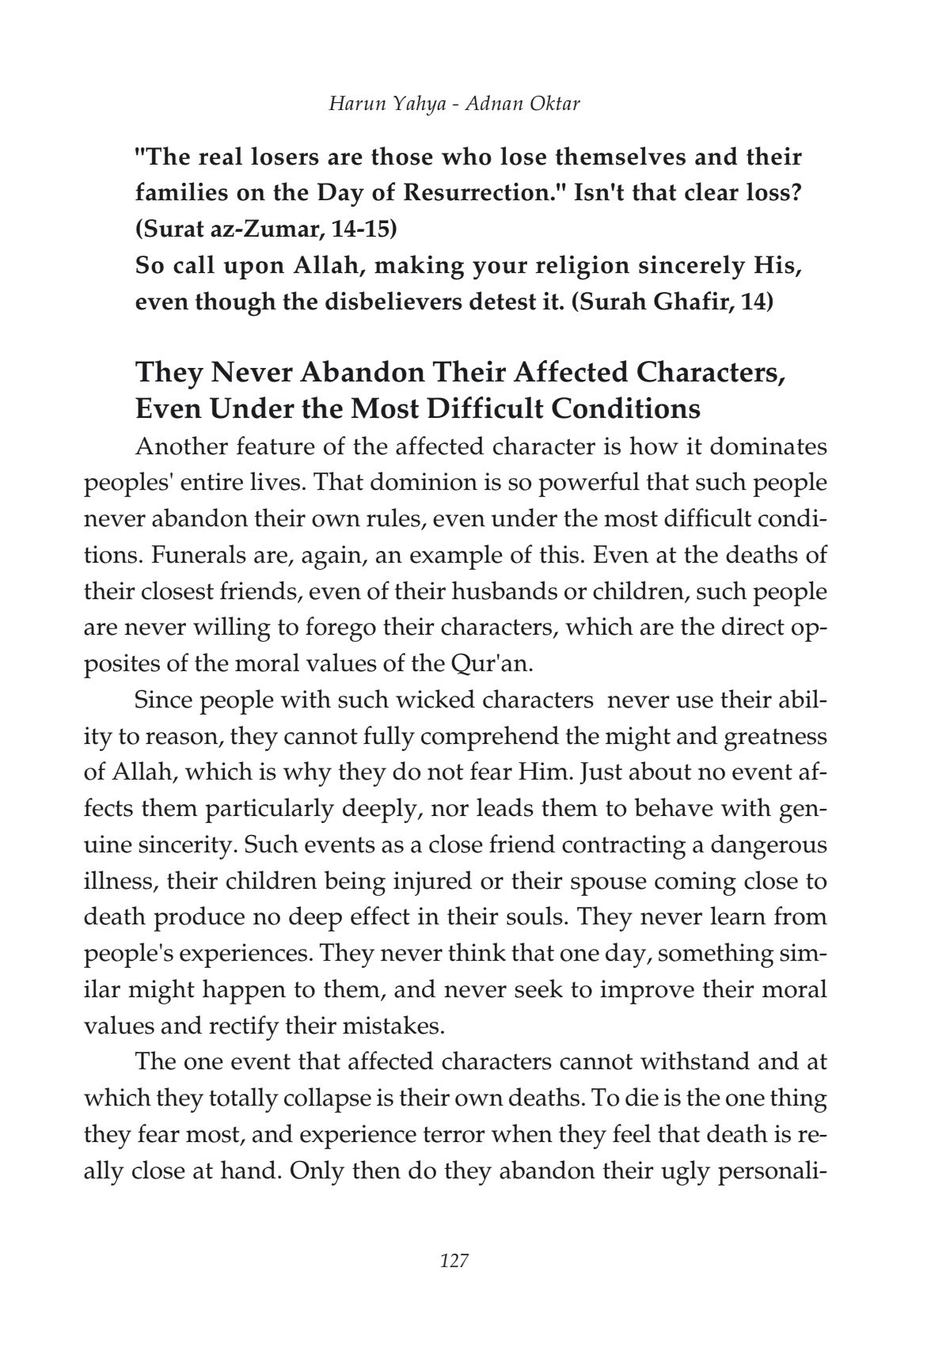 Harun Yahya - Adnan Oktar
"The real losers are those who lose themselves and their
families on the Day of Resurrection." Isn't that clear loss?
(Surat az-Zumar, 14-15)
So call upon Allah, making your religion sincerely His,
even though the disbelievers detest it. (Surah Ghafir, 14)
They Never Abandon Their Affected Characters,
Even Under the Most Difficult Conditions
Another feature of the affected character is how it dominates
peoples' entire lives. That dominion is so powerful that such people
never abandon their own rules, even under the most difficult condi-
tions. Funerals are, again, an example of this. Even at the deaths of
their closest friends, even of their husbands or children, such people
are never willing to forego their characters, which are the direct op-
posites of the moral values of the Qur'an.
Since people with such wicked characters  never use their abil-
ity to reason, they cannot fully comprehend the might and greatness
of Allah, which is why they do not fear Him. Just about no event af-
fects them particularly deeply, nor leads them to behave with gen-
uine sincerity. Such events as a close friend contracting a dangerous
illness, their children being injured or their spouse coming close to
death produce no deep effect in their souls. They never learn from
people's experiences. They never think that one day, something sim-
ilar might happen to them, and never seek to improve their moral
values and rectify their mistakes.
The one event that affected characters cannot withstand and at
which they totally collapse is their own deaths. To die is the one thing
they fear most, and experience terror when they feel that death is re-
ally close at hand. Only then do they abandon their ugly personali-
127